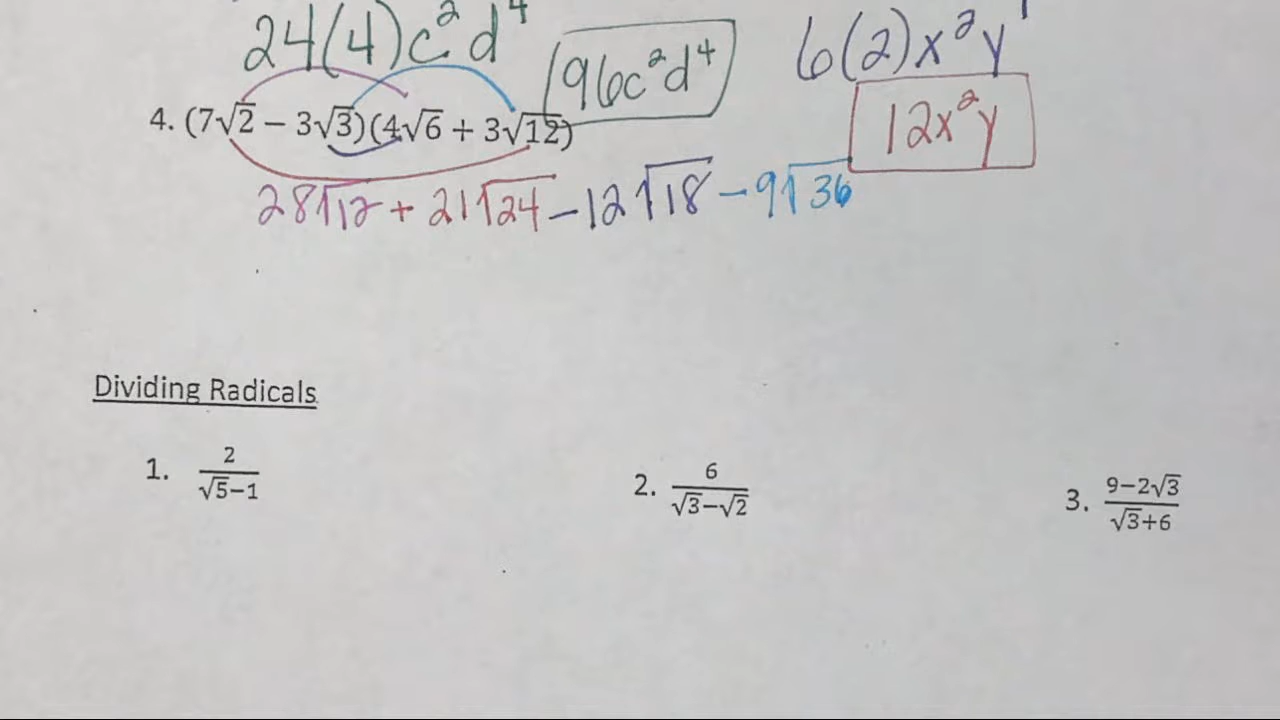 24(4)c²d⁴
96c²d⁴
6(2)x²y¹
12x²y
4. (7√2 − 3√3)(4√6 + 3√12)
28√12 + 21√24 − 12√18 − 9√36
Dividing Radicals
1. 2/(√5−1)
2. 6/(√3−√2)
3. (9−2√3)/(√3+6)